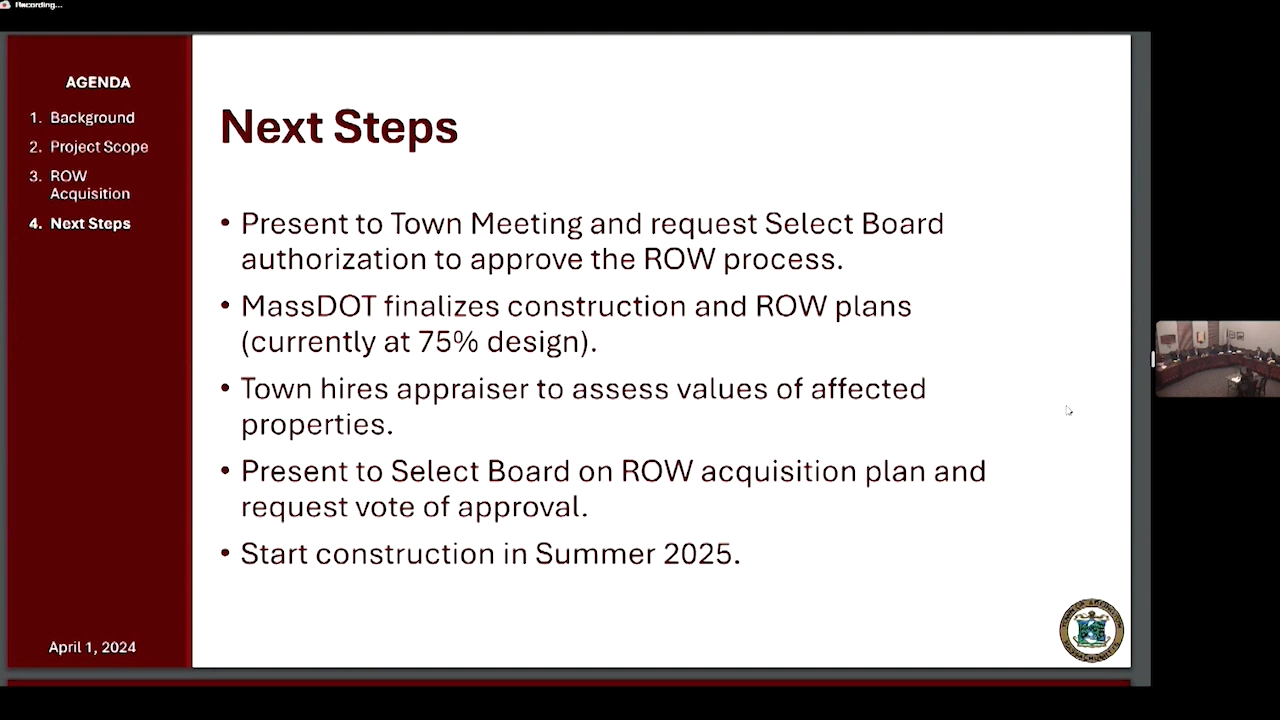 Recording...
AGENDA
1. Background
2. Project Scope
3. ROW
Acquisition
4. Next Steps
April 1, 2024
Next Steps
• Present to Town Meeting and request Select Board
authorization to approve the ROW process.
• MassDOT finalizes construction and ROW plans
(currently at 75% design).
• Town hires appraiser to assess values of affected
properties.
• Present to Select Board on ROW acquisition plan and
request vote of approval.
• Start construction in Summer 2025.